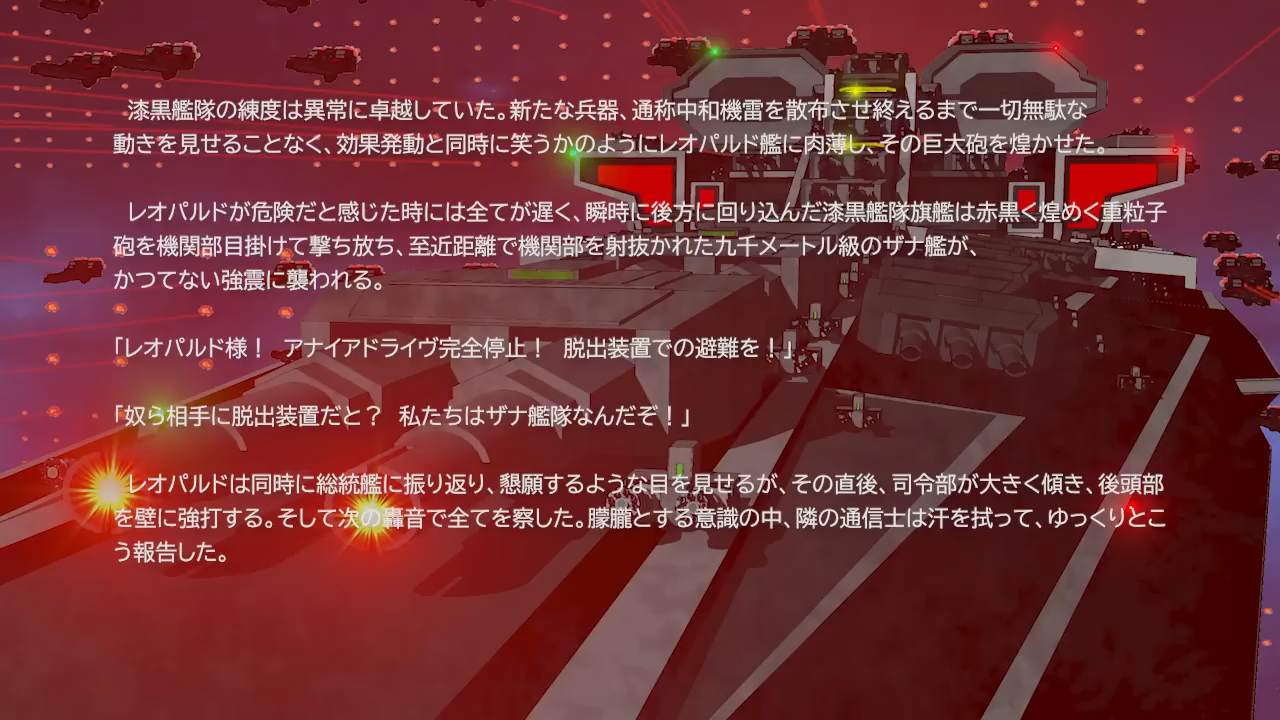 漆黒艦隊の練度は異常に卓越していた。新たな兵器、通称中和機雷を散布させ終えるまで一切無駄な
動きを見せることなく、効果発動と同時に笑うかのようにレオパルド艦に肉薄し、その巨大砲を煌かせた。
レオパルドが危険だと感じた時には全てが遅く、瞬時に後方に回り込んだ漆黒艦隊旗艦は赤黒く煌めく重粒子
砲を機関部目掛けて撃ち放ち、至近距離で機関部を射抜かれた九千メートル級のザナ艦が、
かつてない強震に襲われる。
「レオパルド様！　アナイアドライヴ完全停止！　脱出装置での避難を！」
「奴ら相手に脱出装置だと？　私たちはザナ艦隊なんだぞ！」
レオパルドは同時に総統艦に振り返り、懇願するような目を見せるが、その直後、司令部が大きく傾き、後頭部
を壁に強打する。そして次の轟音で全てを察した。朦朧とする意識の中、隣の通信士は汗を拭って、ゆっくりとこ
う報告した。